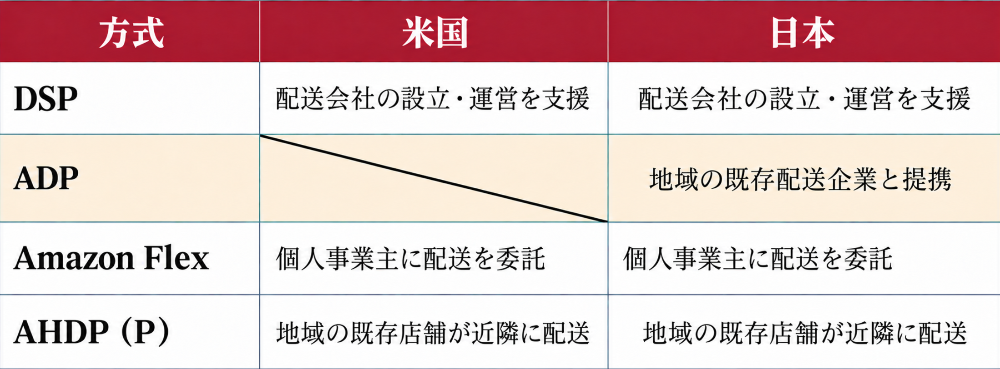 方式 米国 日本
DSP 配送会社の設立・運営を支援 配送会社の設立・運営を支援
ADP 地域の既存配送企業と提携
Amazon Flex 個人事業主に配送を委託 個人事業主に配送を委託
AHDP（P） 地域の既存店舗が近隣に配送 地域の既存店舗が近隣に配送